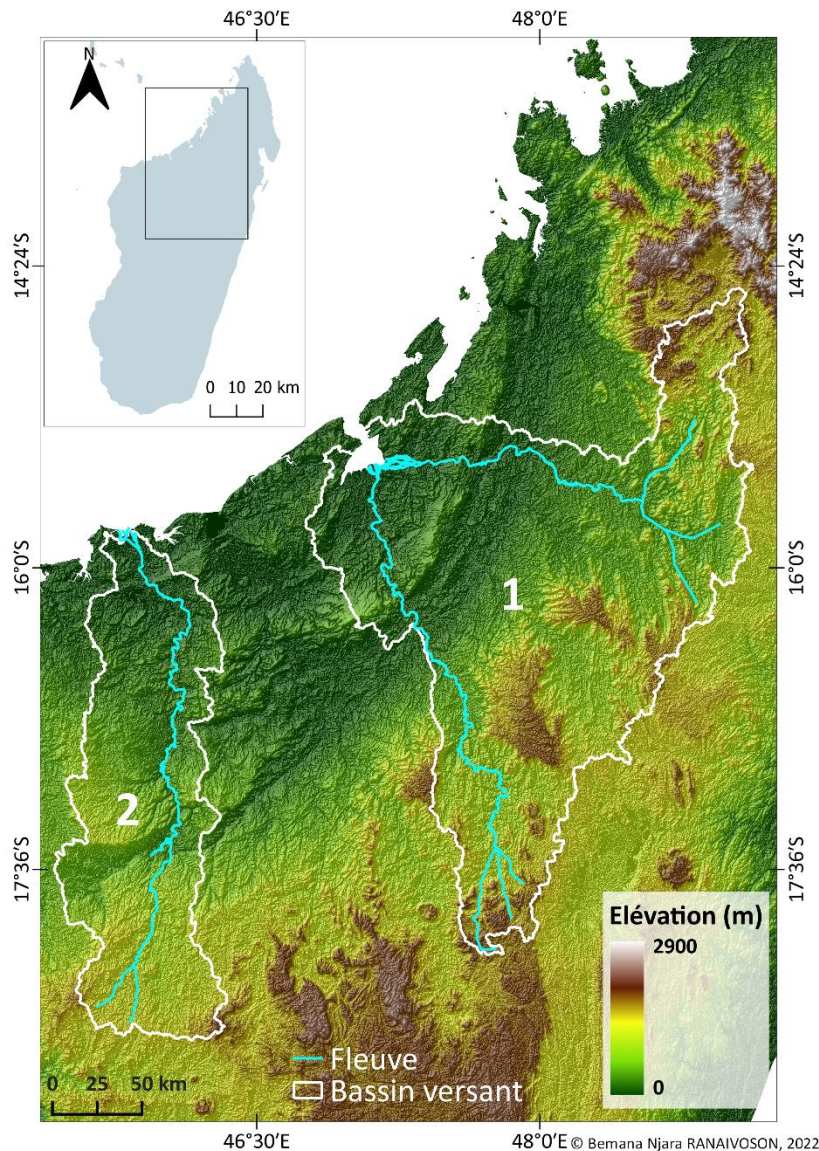 46°30'E 48°0'E
N
14°24'S 14°24'S
0 10 20 km
16°0'S 16°0'S
1
2
17°36'S 17°36'S
Elévation (m)
2900
0
Fleuve
Bassin versant
0 25 50 km
46°30'E 48°0'E
© Bemana Njara RANAIVOSON, 2022